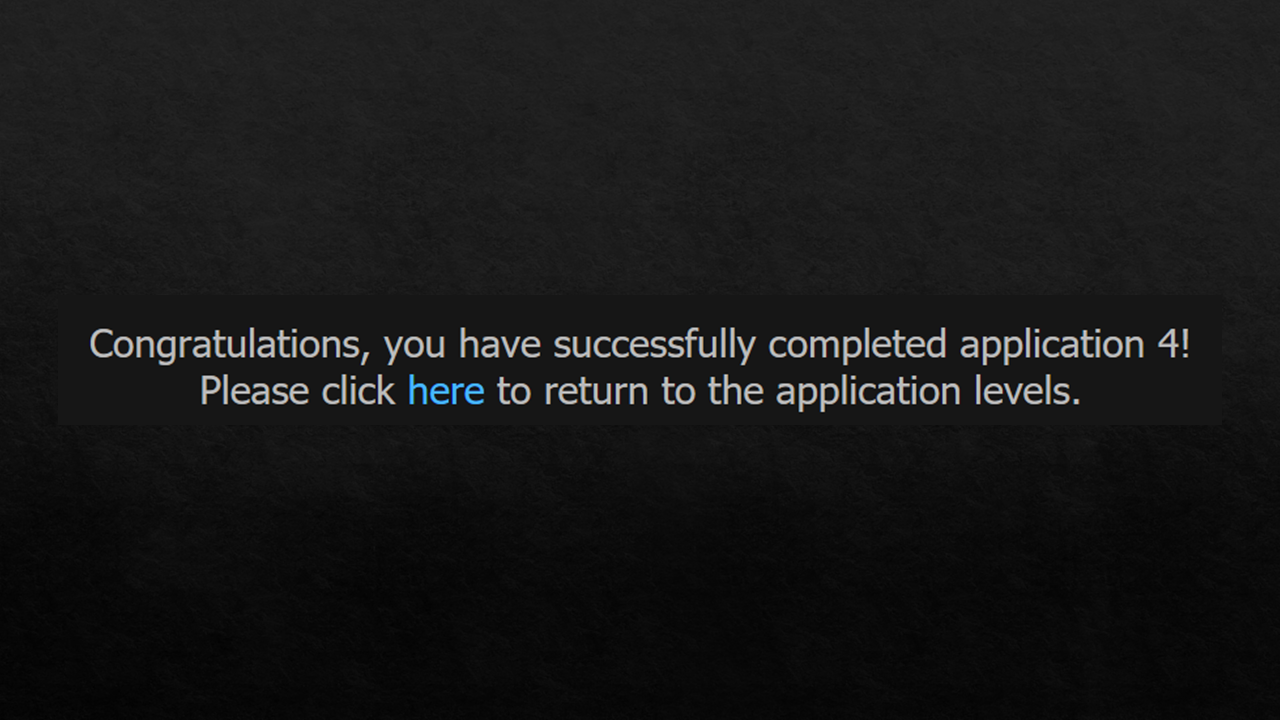 Congratulations, you have successfully completed application 4!
Please click here to return to the application levels.